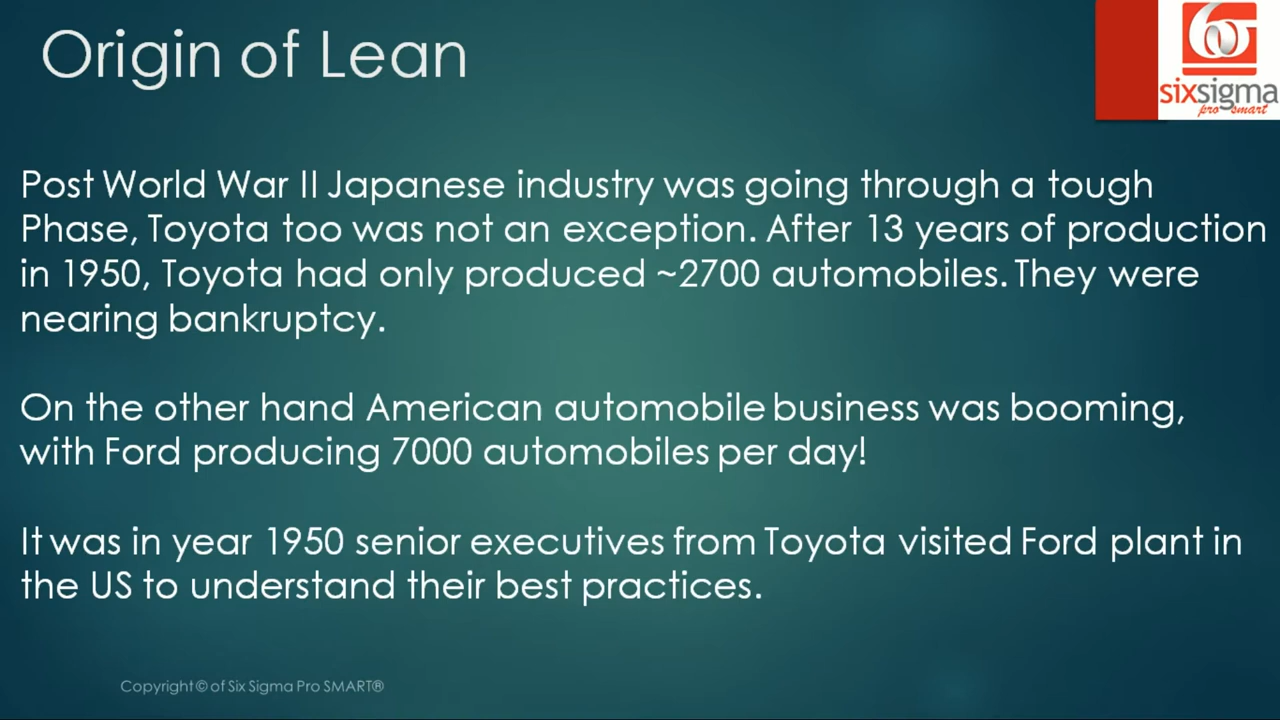 Origin of Lean
sixsigma
pro smart
Post World War II Japanese industry was going through a tough
Phase, Toyota too was not an exception. After 13 years of production
in 1950, Toyota had only produced ~2700 automobiles. They were
nearing bankruptcy.
On the other hand American automobile business was booming,
with Ford producing 7000 automobiles per day!
It was in year 1950 senior executives from Toyota visited Ford plant in
the US to understand their best practices.
Copyright © of Six Sigma Pro SMART®